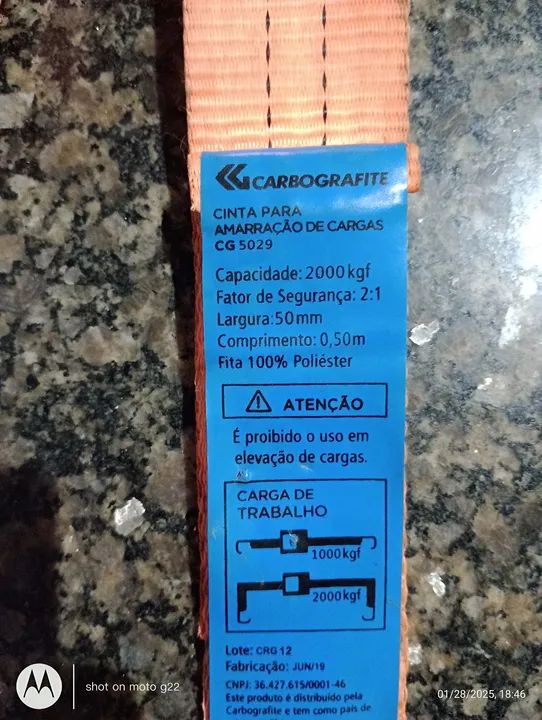 CG CARBOGRAFITE
CINTA PARA
AMARRAÇÃO DE CARGAS
CG 5029
Capacidade: 2000 kgf
Fator de Segurança: 2:1
Largura:50 mm
Comprimento: 0,50m
Fita 100% Poliéster
ATENÇÃO
É proibido o uso em
elevação de cargas.
CARGA DE
TRABALHO
1000 kgf
2000 kgf
Lote: CRG 12
Fabricação: JUN/19
CNPJ: 36.427.615/0001-46
Este produto é distribuído pela
Carbografite e tem como país de
shot on moto g22
01/28/2025, 18:46